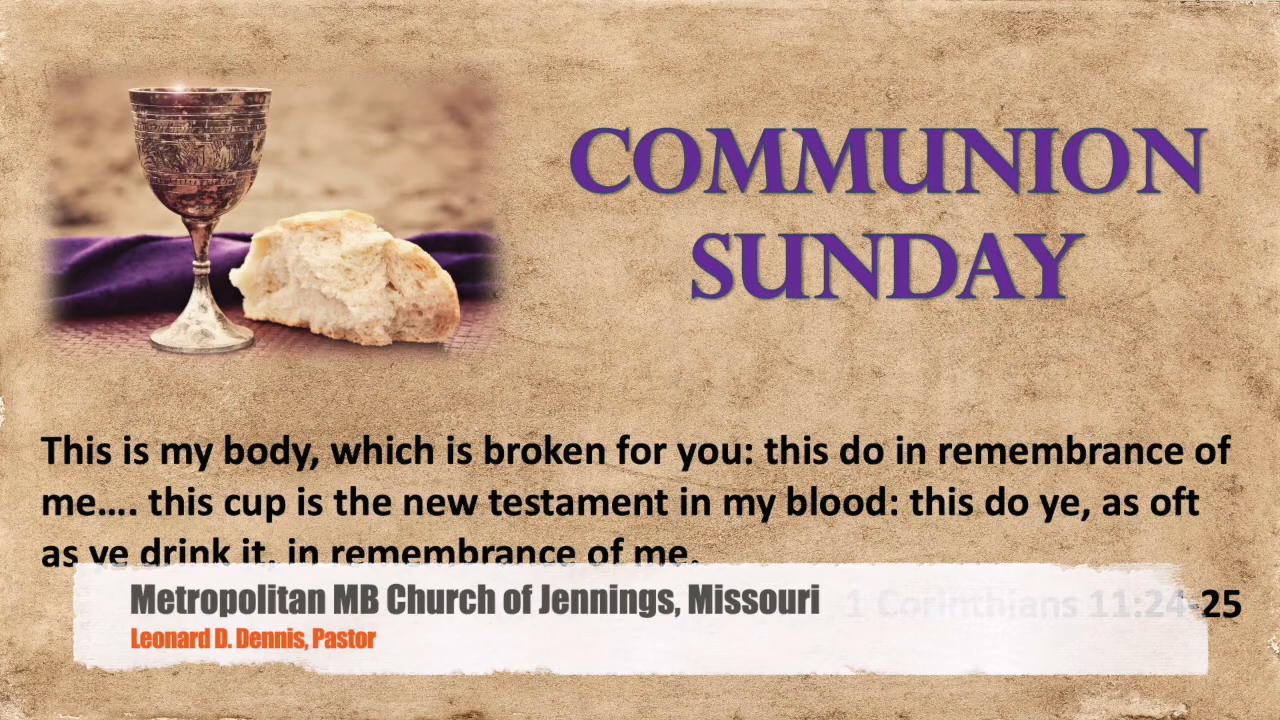 COMMUNION
SUNDAY
This is my body, which is broken for you: this do in remembrance of
me.... this cup is the new testament in my blood: this do ye, as oft
as ye drink it, in remembrance of me.
1 Corinthians 11:24-25
Metropolitan MB Church of Jennings, Missouri
Leonard D. Dennis, Pastor